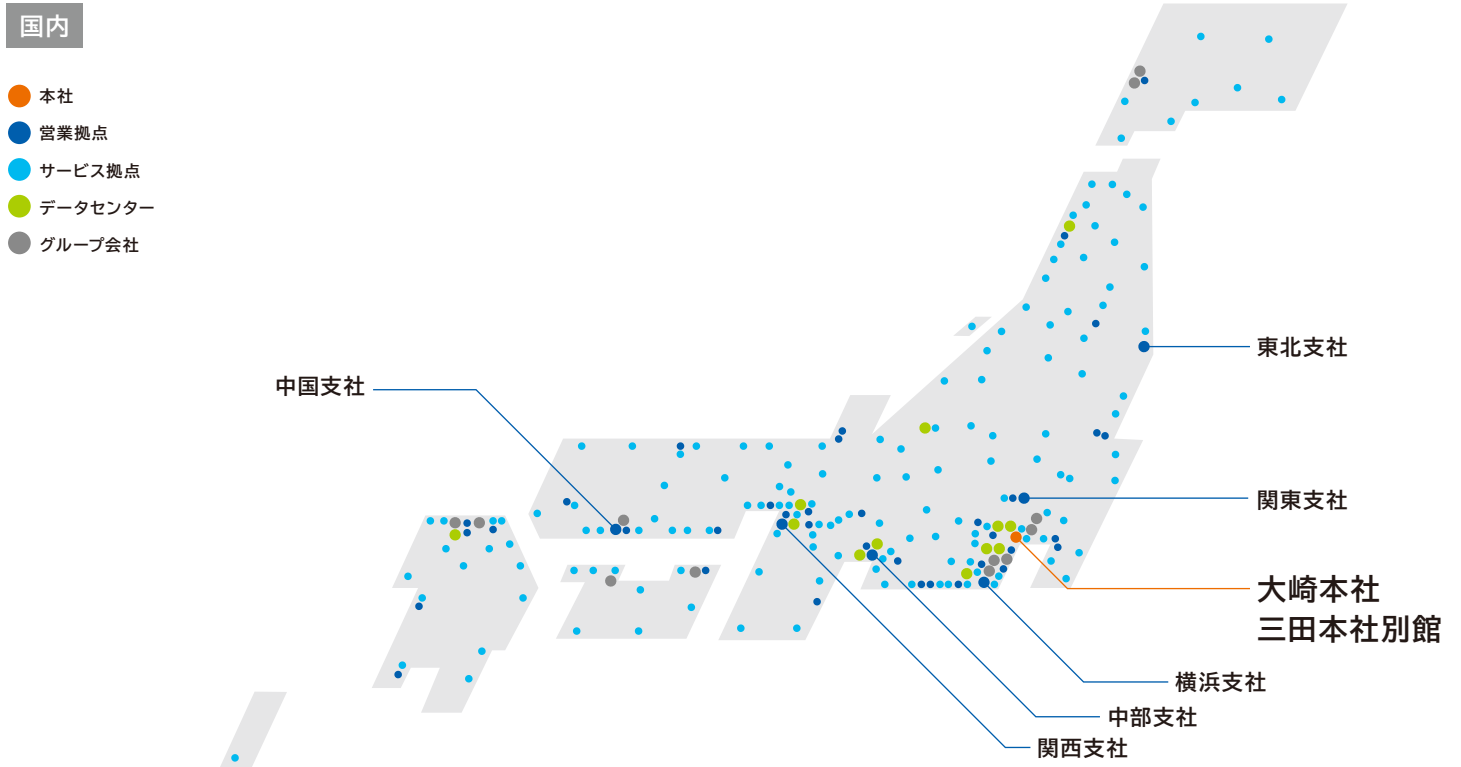 国内
本社
営業拠点
サービス拠点
データセンター
グループ会社
東北支社
中国支社
関東支社
大崎本社
三田本社別館
横浜支社
中部支社
関西支社